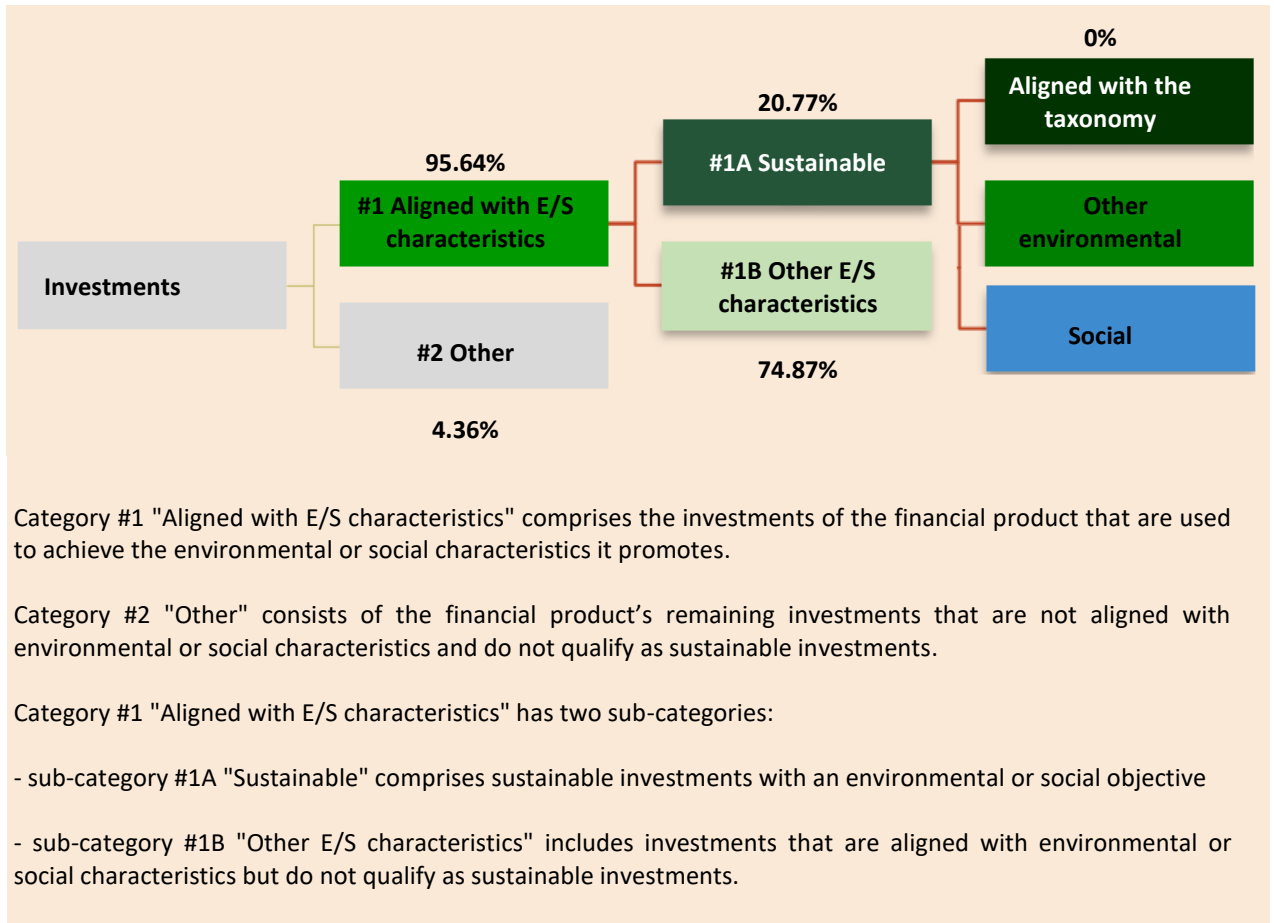 0%
Aligned with the
taxonomy
20.77%
#1A Sustainable
95.64%
#1 Aligned with E/S
characteristics
Other
environmental
Investments
#1B Other E/S
characteristics
Social
#2 Other
74.87%
4.36%
Category #1 "Aligned with E/S characteristics" comprises the investments of the financial product that are used
to achieve the environmental or social characteristics it promotes.
Category #2 "Other" consists of the financial product’s remaining investments that are not aligned with
environmental or social characteristics and do not qualify as sustainable investments.
Category #1 "Aligned with E/S characteristics" has two sub-categories:
- sub-category #1A "Sustainable" comprises sustainable investments with an environmental or social objective
- sub-category #1B "Other E/S characteristics" includes investments that are aligned with environmental or
social characteristics but do not qualify as sustainable investments.